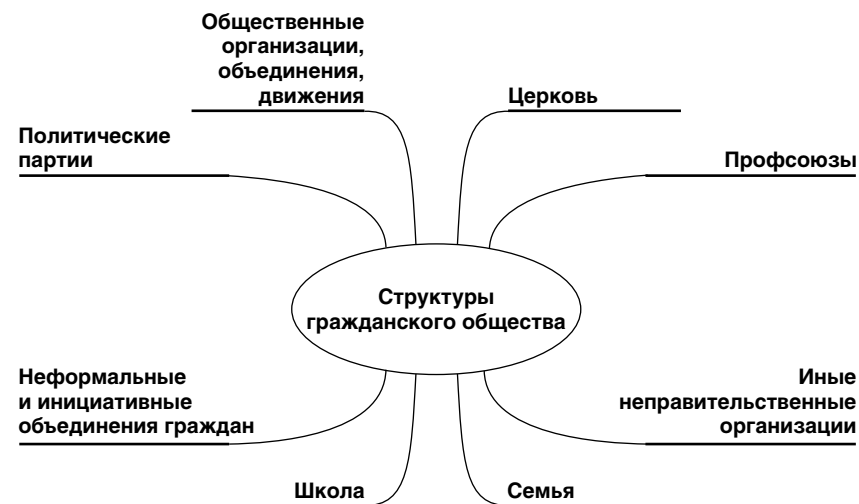 Общественные
организации,
объединения,
движения
Церковь
Политические
партии
Профсоюзы
Структуры
гражданского общества
Неформальные
и инициативные
объединения граждан
Иные
неправительственные
организации
Школа
Семья